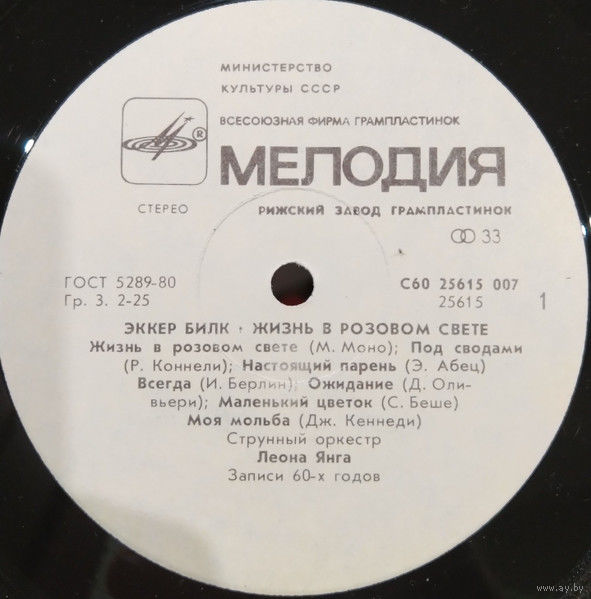 МИНИСТЕРСТВО
КУЛЬТУРЫ СССР
ВСЕСОЮЗНАЯ ФИРМА ГРАМПЛАСТИНОК
®
МЕЛОДИЯ
СТЕРЕО
РИЖСКИЙ ЗАВОД ГРАМПЛАСТИНОК
33
ГОСТ 5289-80
Гр. 3. 2-25
С60 25615 007
25615
1
ЭККЕР БИЛК · ЖИЗНЬ В РОЗОВОМ СВЕТЕ
Жизнь в розовом свете (М. Моно); Под сводами
(Р. Коннели); Настоящий парень (Э. Абец)
Всегда (И. Берлин); Ожидание (Д. Оли-
вьери); Маленький цветок (С. Беше)
Моя мольба (Дж. Кеннеди)
Струнный оркестр
Леона Янга
Записи 60-х годов
www.ay.by